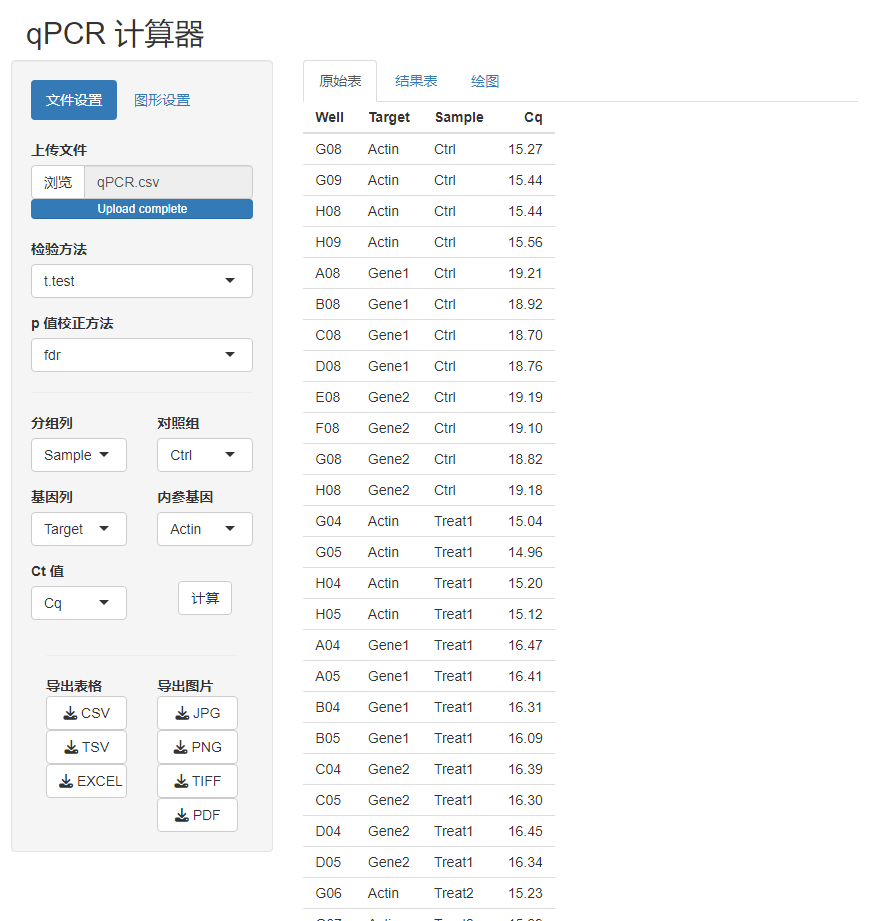 qPCR 计算器
文件设置 图形设置
上传文件
浏览 qPCR.csv
Upload complete
检验方法
t.test
p 值校正方法
fdr
分组列 对照组
Sample Ctrl
基因列 内参基因
Target Actin
Ct 值
Cq 计算
导出表格 导出图片
CSV JPG
TSV PNG
EXCEL TIFF
PDF
原始表 结果表 绘图
Well Target Sample Cq
G08 Actin Ctrl 15.27
G09 Actin Ctrl 15.44
H08 Actin Ctrl 15.44
H09 Actin Ctrl 15.56
A08 Gene1 Ctrl 19.21
B08 Gene1 Ctrl 18.92
C08 Gene1 Ctrl 18.70
D08 Gene1 Ctrl 18.76
E08 Gene2 Ctrl 19.19
F08 Gene2 Ctrl 19.10
G08 Gene2 Ctrl 18.82
H08 Gene2 Ctrl 19.18
G04 Actin Treat1 15.04
G05 Actin Treat1 14.96
H04 Actin Treat1 15.20
H05 Actin Treat1 15.12
A04 Gene1 Treat1 16.47
A05 Gene1 Treat1 16.41
B04 Gene1 Treat1 16.31
B05 Gene1 Treat1 16.09
C04 Gene2 Treat1 16.39
C05 Gene2 Treat1 16.30
D04 Gene2 Treat1 16.45
D05 Gene2 Treat1 16.34
G06 Actin Treat2 15.23